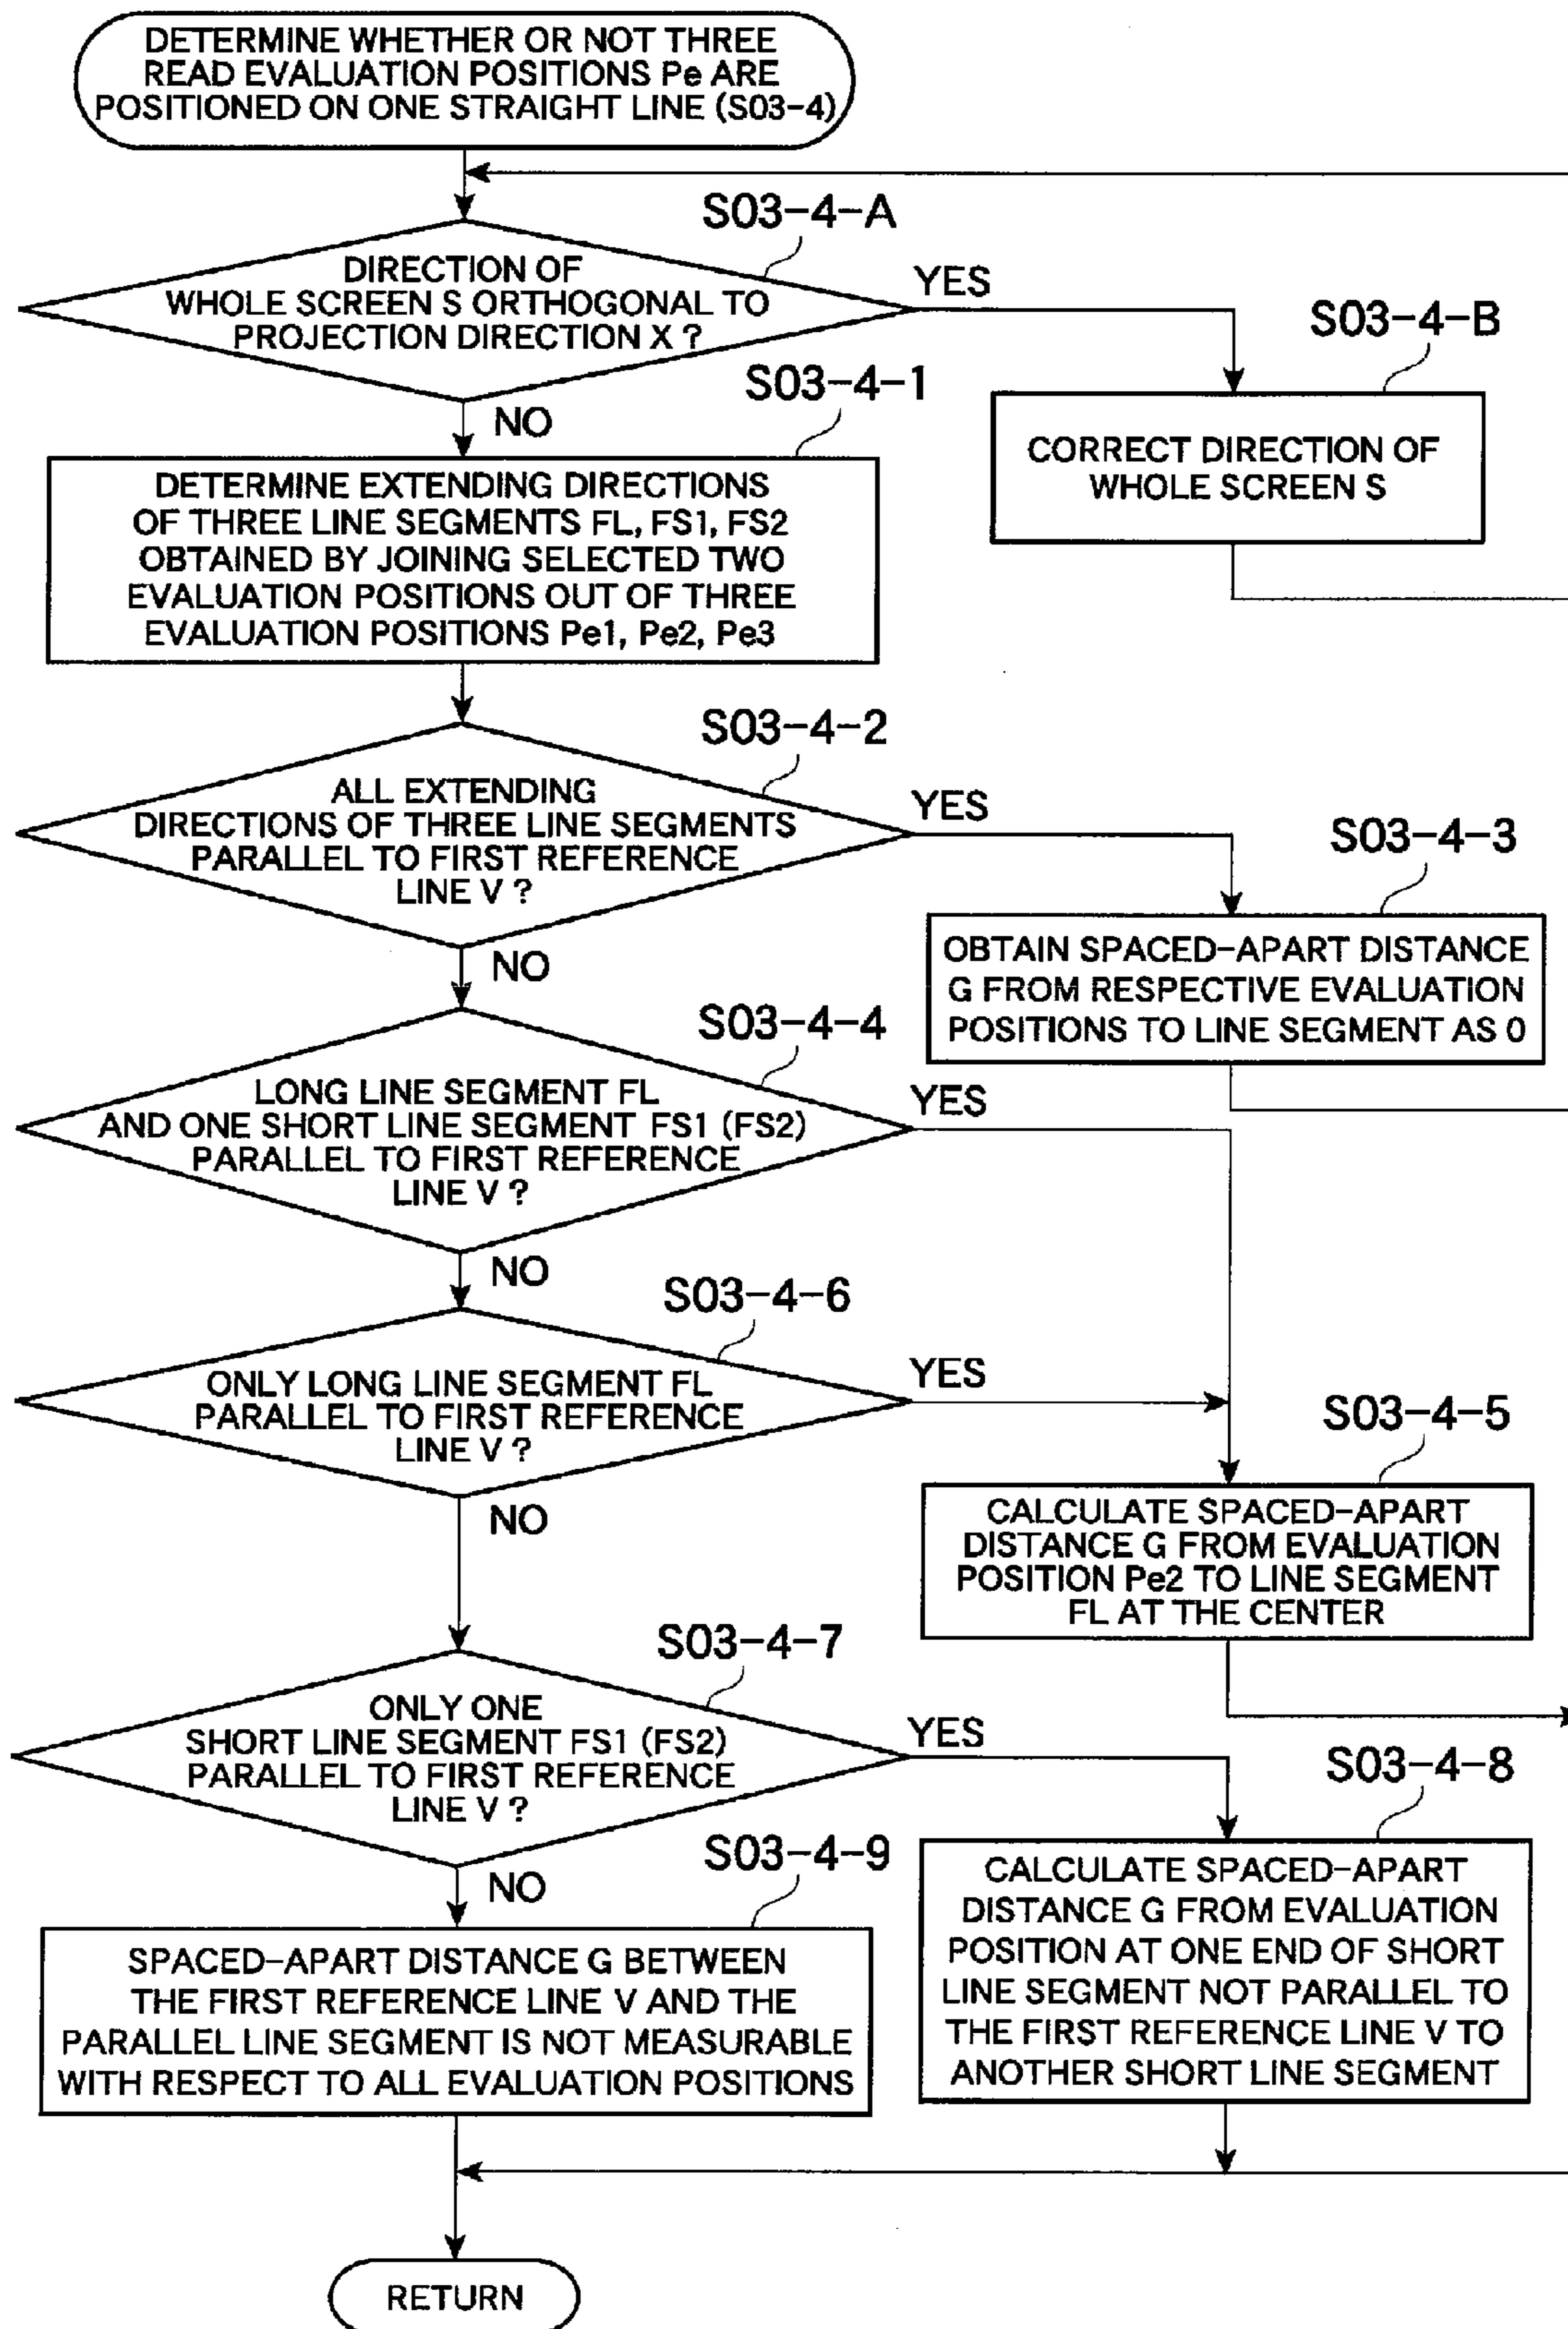 DETERMINE WHETHER OR NOT THREE
READ EVALUATION POSITIONS Pe ARE
POSITIONED ON ONE STRAIGHT LINE (S03-4)
S03-4-A
DIRECTION OF
WHOLE SCREEN S ORTHOGONAL TO
PROJECTION DIRECTION X ?
YES
S03-4-B
CORRECT DIRECTION OF
WHOLE SCREEN S
NO
S03-4-1
DETERMINE EXTENDING DIRECTIONS
OF THREE LINE SEGMENTS FL, FS1, FS2
OBTAINED BY JOINING SELECTED TWO
EVALUATION POSITIONS OUT OF THREE
EVALUATION POSITIONS Pe1, Pe2, Pe3
S03-4-2
ALL EXTENDING
DIRECTIONS OF THREE LINE SEGMENTS
PARALLEL TO FIRST REFERENCE
LINE V ?
YES
S03-4-3
OBTAIN SPACED-APART DISTANCE
G FROM RESPECTIVE EVALUATION
POSITIONS TO LINE SEGMENT AS 0
NO
S03-4-4
LONG LINE SEGMENT FL
AND ONE SHORT LINE SEGMENT FS1 (FS2)
PARALLEL TO FIRST REFERENCE
LINE V ?
YES
NO
S03-4-6
ONLY LONG LINE SEGMENT FL
PARALLEL TO FIRST REFERENCE
LINE V ?
YES
S03-4-5
CALCULATE SPACED-APART
DISTANCE G FROM EVALUATION
POSITION Pe2 TO LINE SEGMENT
FL AT THE CENTER
NO
S03-4-7
ONLY ONE
SHORT LINE SEGMENT FS1 (FS2)
PARALLEL TO FIRST REFERENCE
LINE V ?
YES
S03-4-8
CALCULATE SPACED-APART
DISTANCE G FROM EVALUATION
POSITION AT ONE END OF SHORT
LINE SEGMENT NOT PARALLEL TO
THE FIRST REFERENCE LINE V TO
ANOTHER SHORT LINE SEGMENT
NO
S03-4-9
SPACED-APART DISTANCE G BETWEEN
THE FIRST REFERENCE LINE V AND THE
PARALLEL LINE SEGMENT IS NOT MEASURABLE
WITH RESPECT TO ALL EVALUATION POSITIONS
RETURN